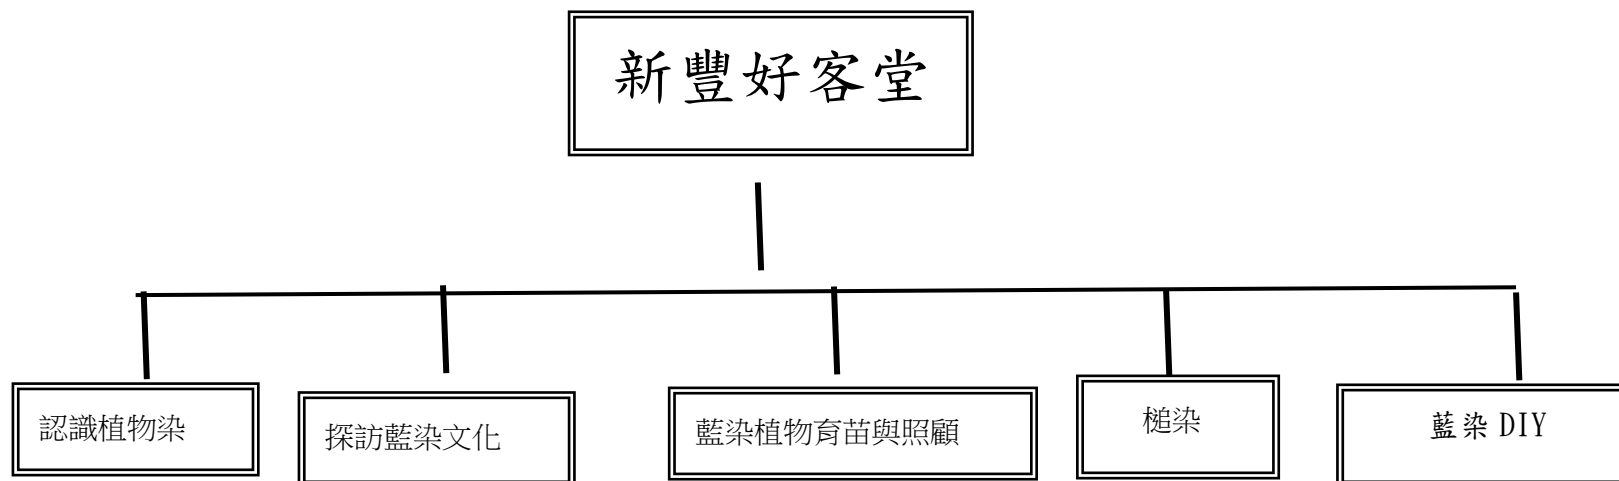 新豐好客堂
認識植物染
探訪藍染文化
藍染植物育苗與照顧
槌染
藍染 DIY